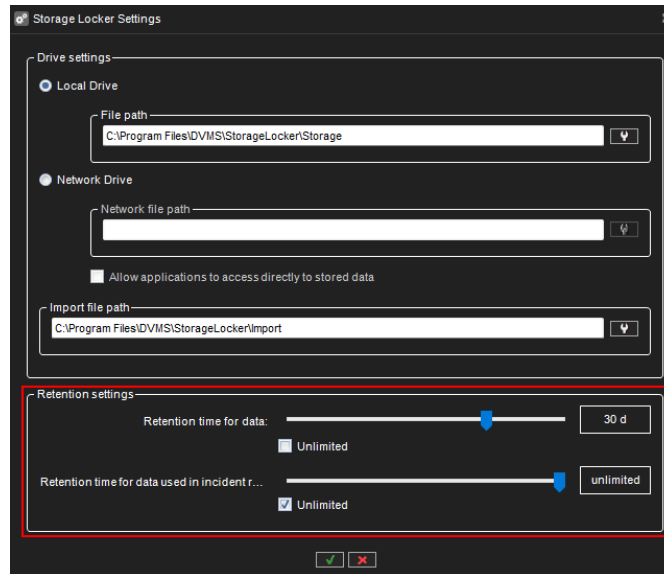 Storage Locker Settings
Drive settings
Local Drive
File path
C:\Program Files\DVMS\StorageLocker\Storage
Network Drive
Network file path
Allow applications to access directly to stored data
Import file path
C:\Program Files\DVMS\StorageLocker\Import
Retention settings
Retention time for data: 30 d
Unlimited
Retention time for data used in incident r... unlimited
Unlimited